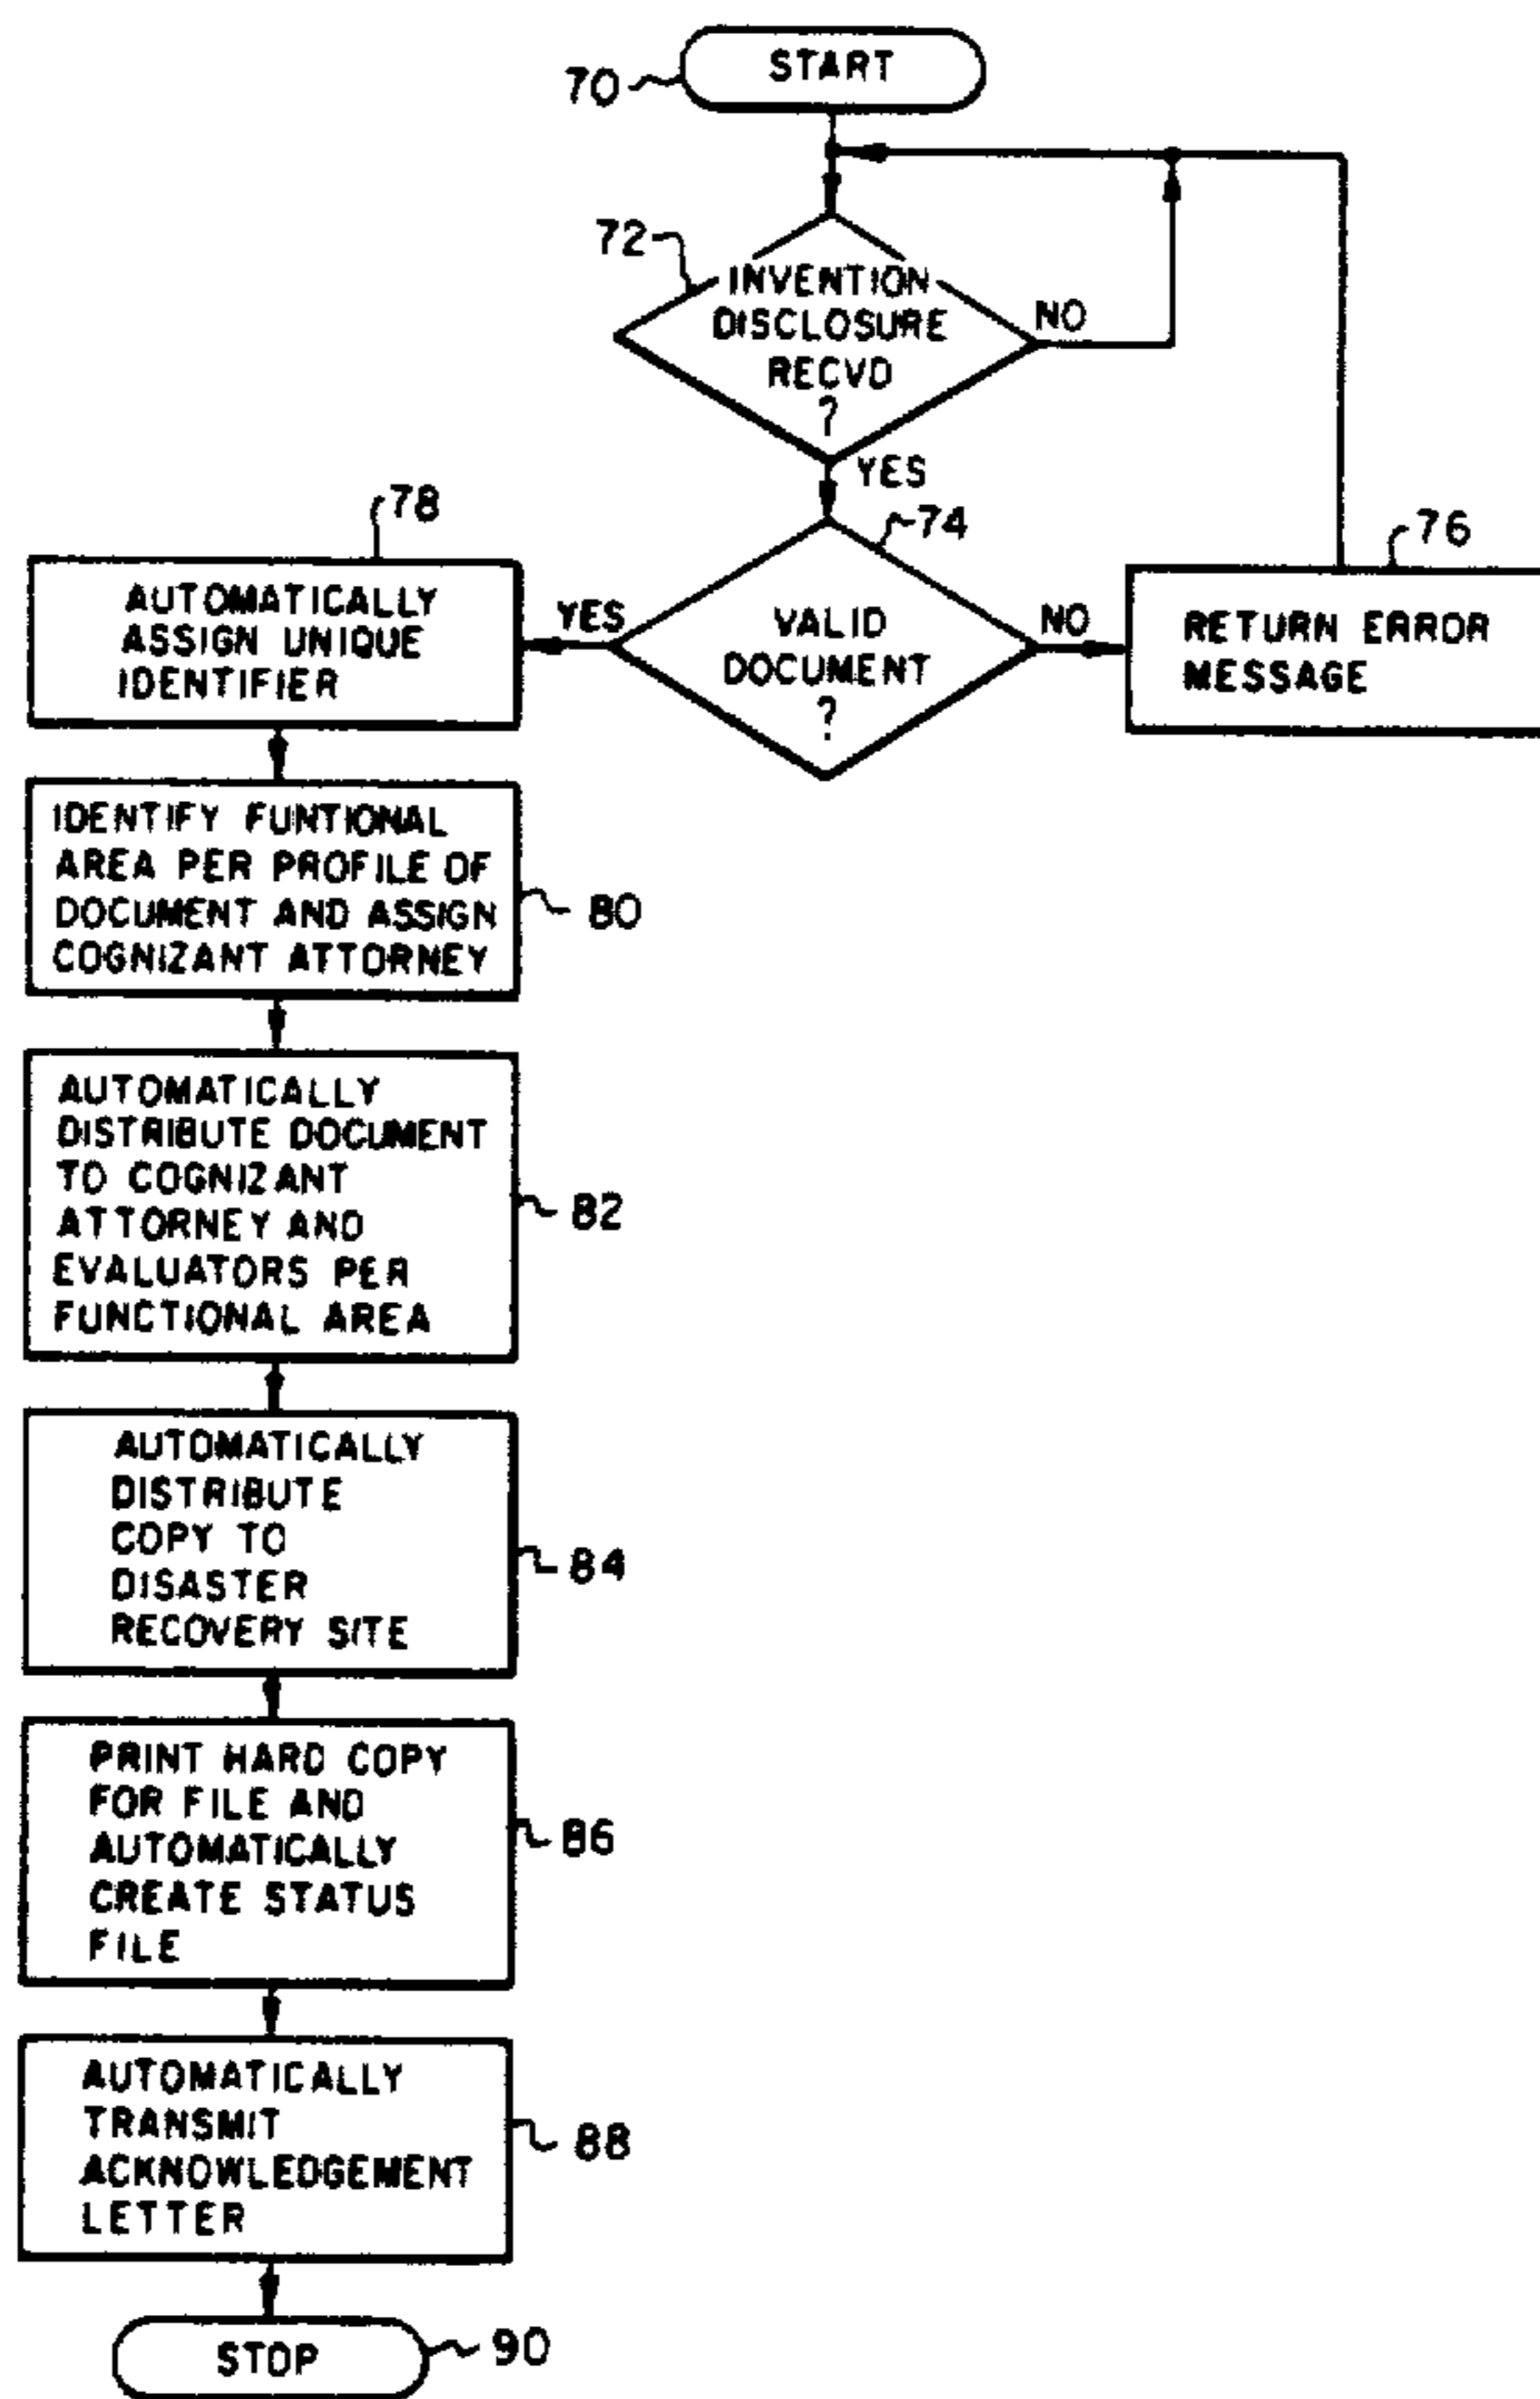 START
70
72
INVENTION
DISCLOSURE
RECVD
?
NO
YES
74
VALID
DOCUMENT
?
NO
76
RETURN ERROR
MESSAGE
YES
78
AUTOMATICALLY
ASSIGN UNIQUE
IDENTIFIER
IDENTIFY FUNTIONAL
AREA PER PROFILE OF
DOCUMENT AND ASSIGN
COGNIZANT ATTORNEY
80
AUTOMATICALLY
DISTRIBUTE DOCUMENT
TO COGNIZANT
ATTORNEY AND
EVALUATORS PER
FUNCTIONAL AREA
82
AUTOMATICALLY
DISTRIBUTE
COPY TO
DISASTER
RECOVERY SITE
84
PRINT HARD COPY
FOR FILE AND
AUTOMATICALLY
CREATE STATUS
FILE
86
AUTOMATICALLY
TRANSMIT
ACKNOWLEDGEMENT
LETTER
88
STOP
90